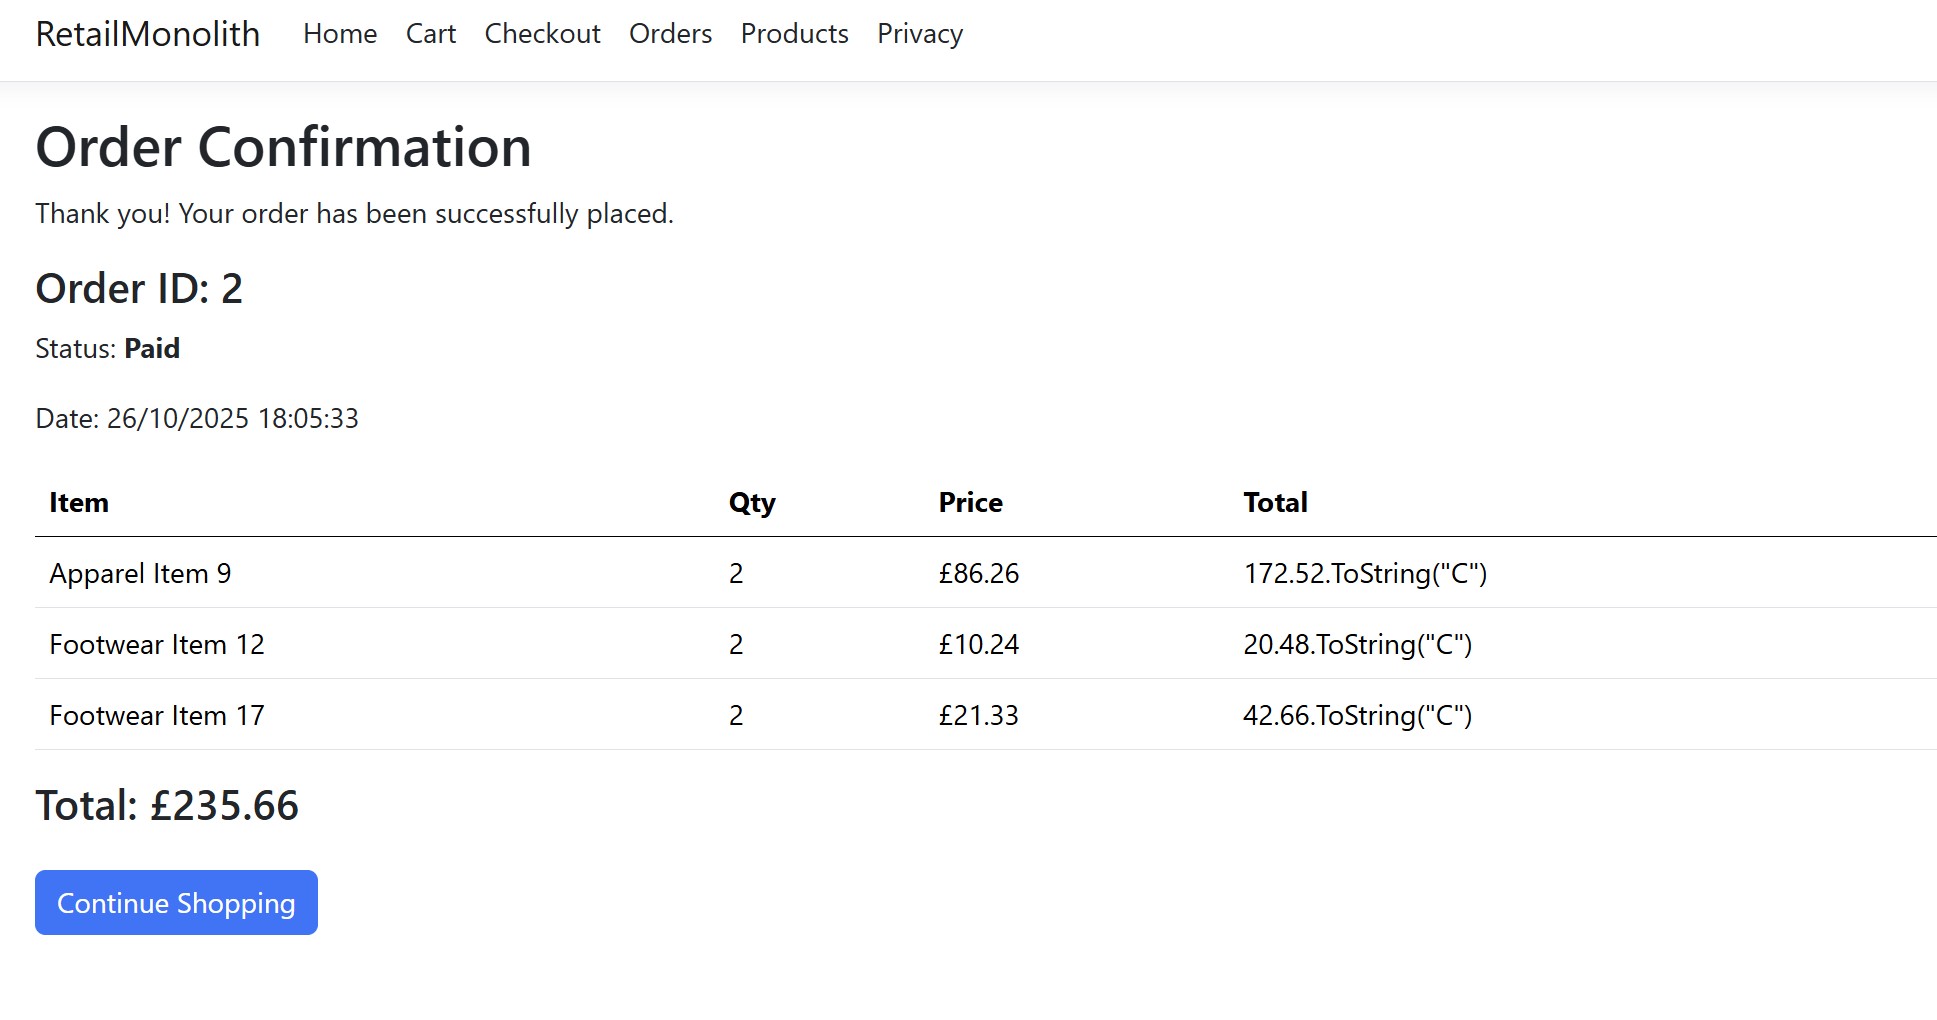 RetailMonolith Home Cart Checkout Orders Products Privacy
Order Confirmation
Thank you! Your order has been successfully placed.
Order ID: 2
Status: Paid
Date: 26/10/2025 18:05:33
Item Qty Price Total
Apparel Item 9 2 £86.26 172.52.ToString("C")
Footwear Item 12 2 £10.24 20.48.ToString("C")
Footwear Item 17 2 £21.33 42.66.ToString("C")
Total: £235.66
Continue Shopping